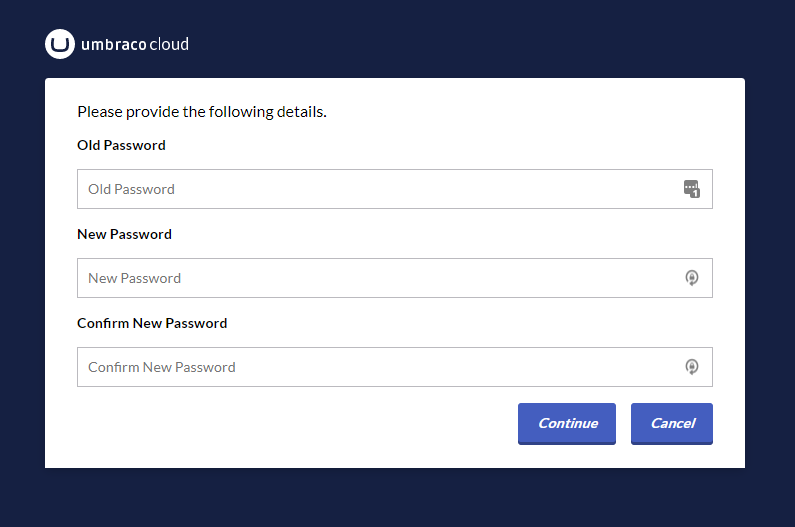 umbraco cloud
Please provide the following details.
Old Password
Old Password
1
New Password
New Password
Confirm New Password
Confirm New Password
Continue Cancel